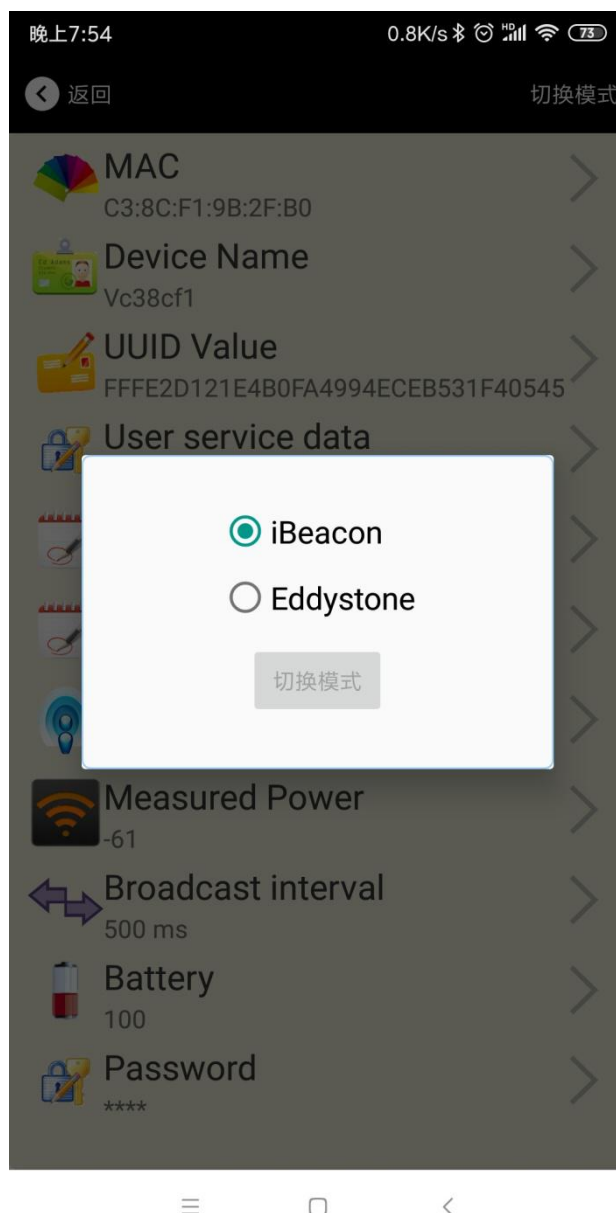 晚上7:54
0.8K/s HD 73
返回
切换模式
MAC
C3:8C:F1:9B:2F:B0
Device Name
Vc38cf1
UUID Value
FFFE2D121E4B0FA4994ECEB531F40545
User service data
iBeacon
Eddystone
切换模式
Measured Power
-61
Broadcast interval
500 ms
Battery
100
Password
****